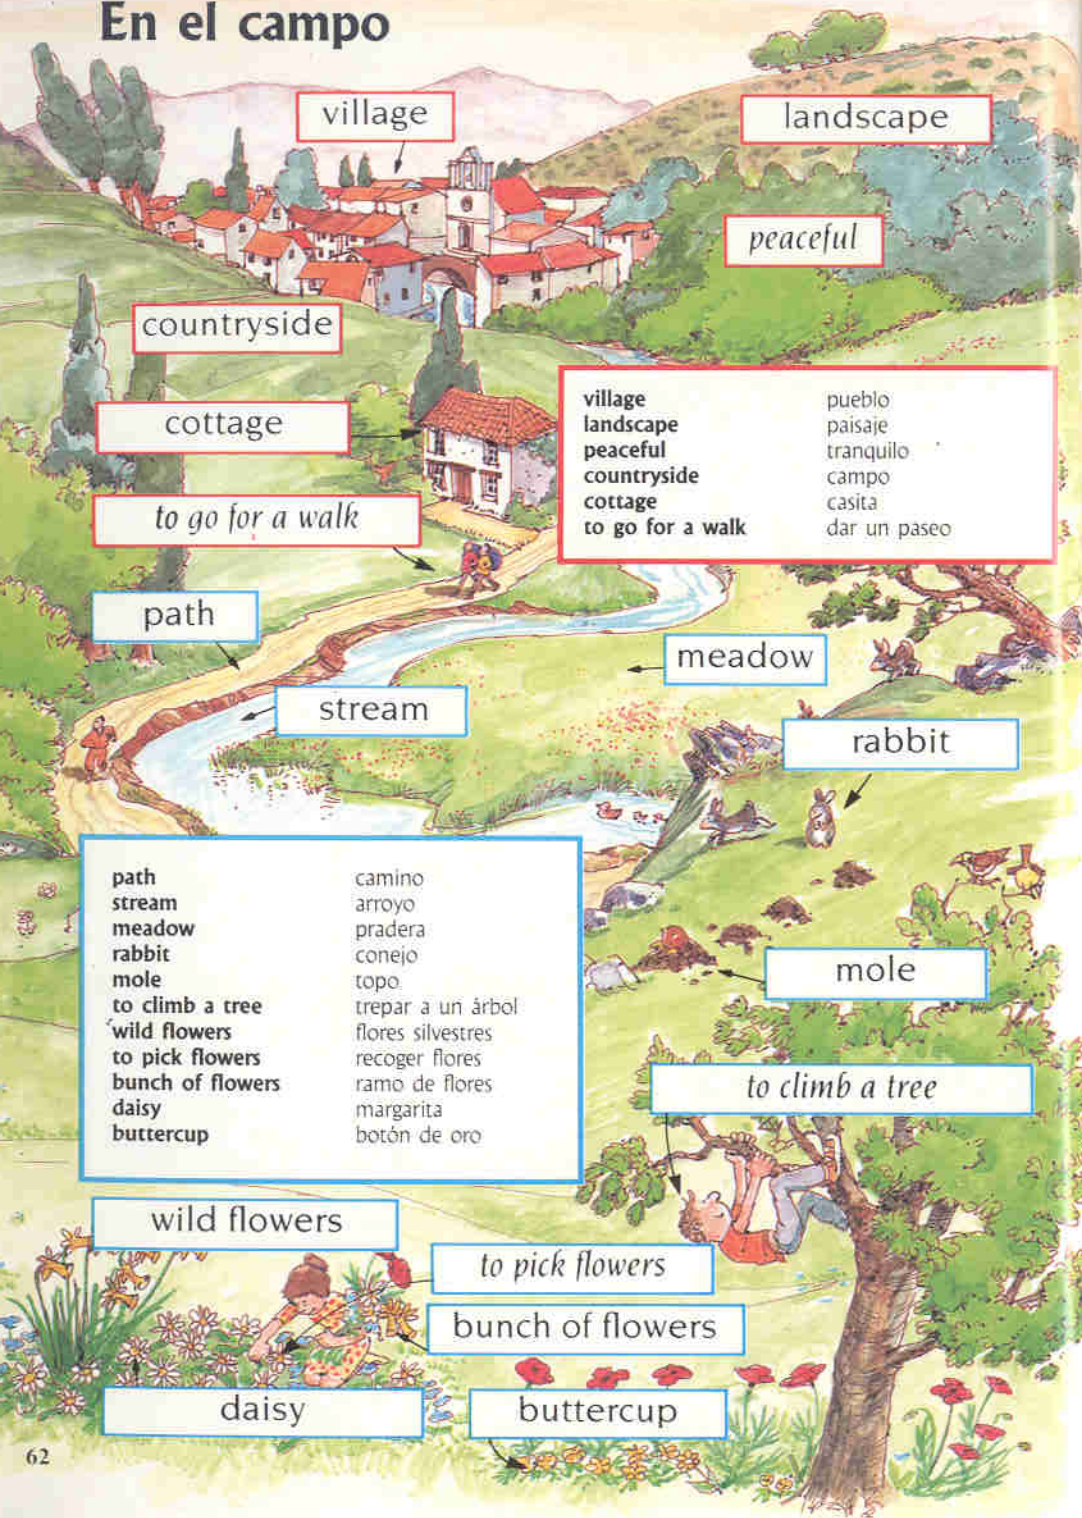 En el campo
village
landscape
peaceful
countryside
cottage
village pueblo
landscape paisaje
peaceful tranquilo
countryside campo
cottage casita
to go for a walk dar un paseo
to go for a walk
path
meadow
stream
rabbit
path camino
stream arroyo
meadow pradera
rabbit conejo
mole topo
to climb a tree trepar a un árbol
wild flowers flores silvestres
to pick flowers recoger flores
bunch of flowers ramo de flores
daisy margarita
buttercup botón de oro
mole
to climb a tree
wild flowers
to pick flowers
bunch of flowers
daisy
buttercup
62